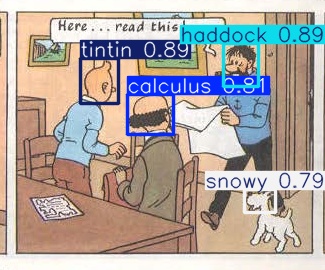 Here... read this!
haddock 0.89
tintin 0.89
calculus 0.81
snowy 0.79